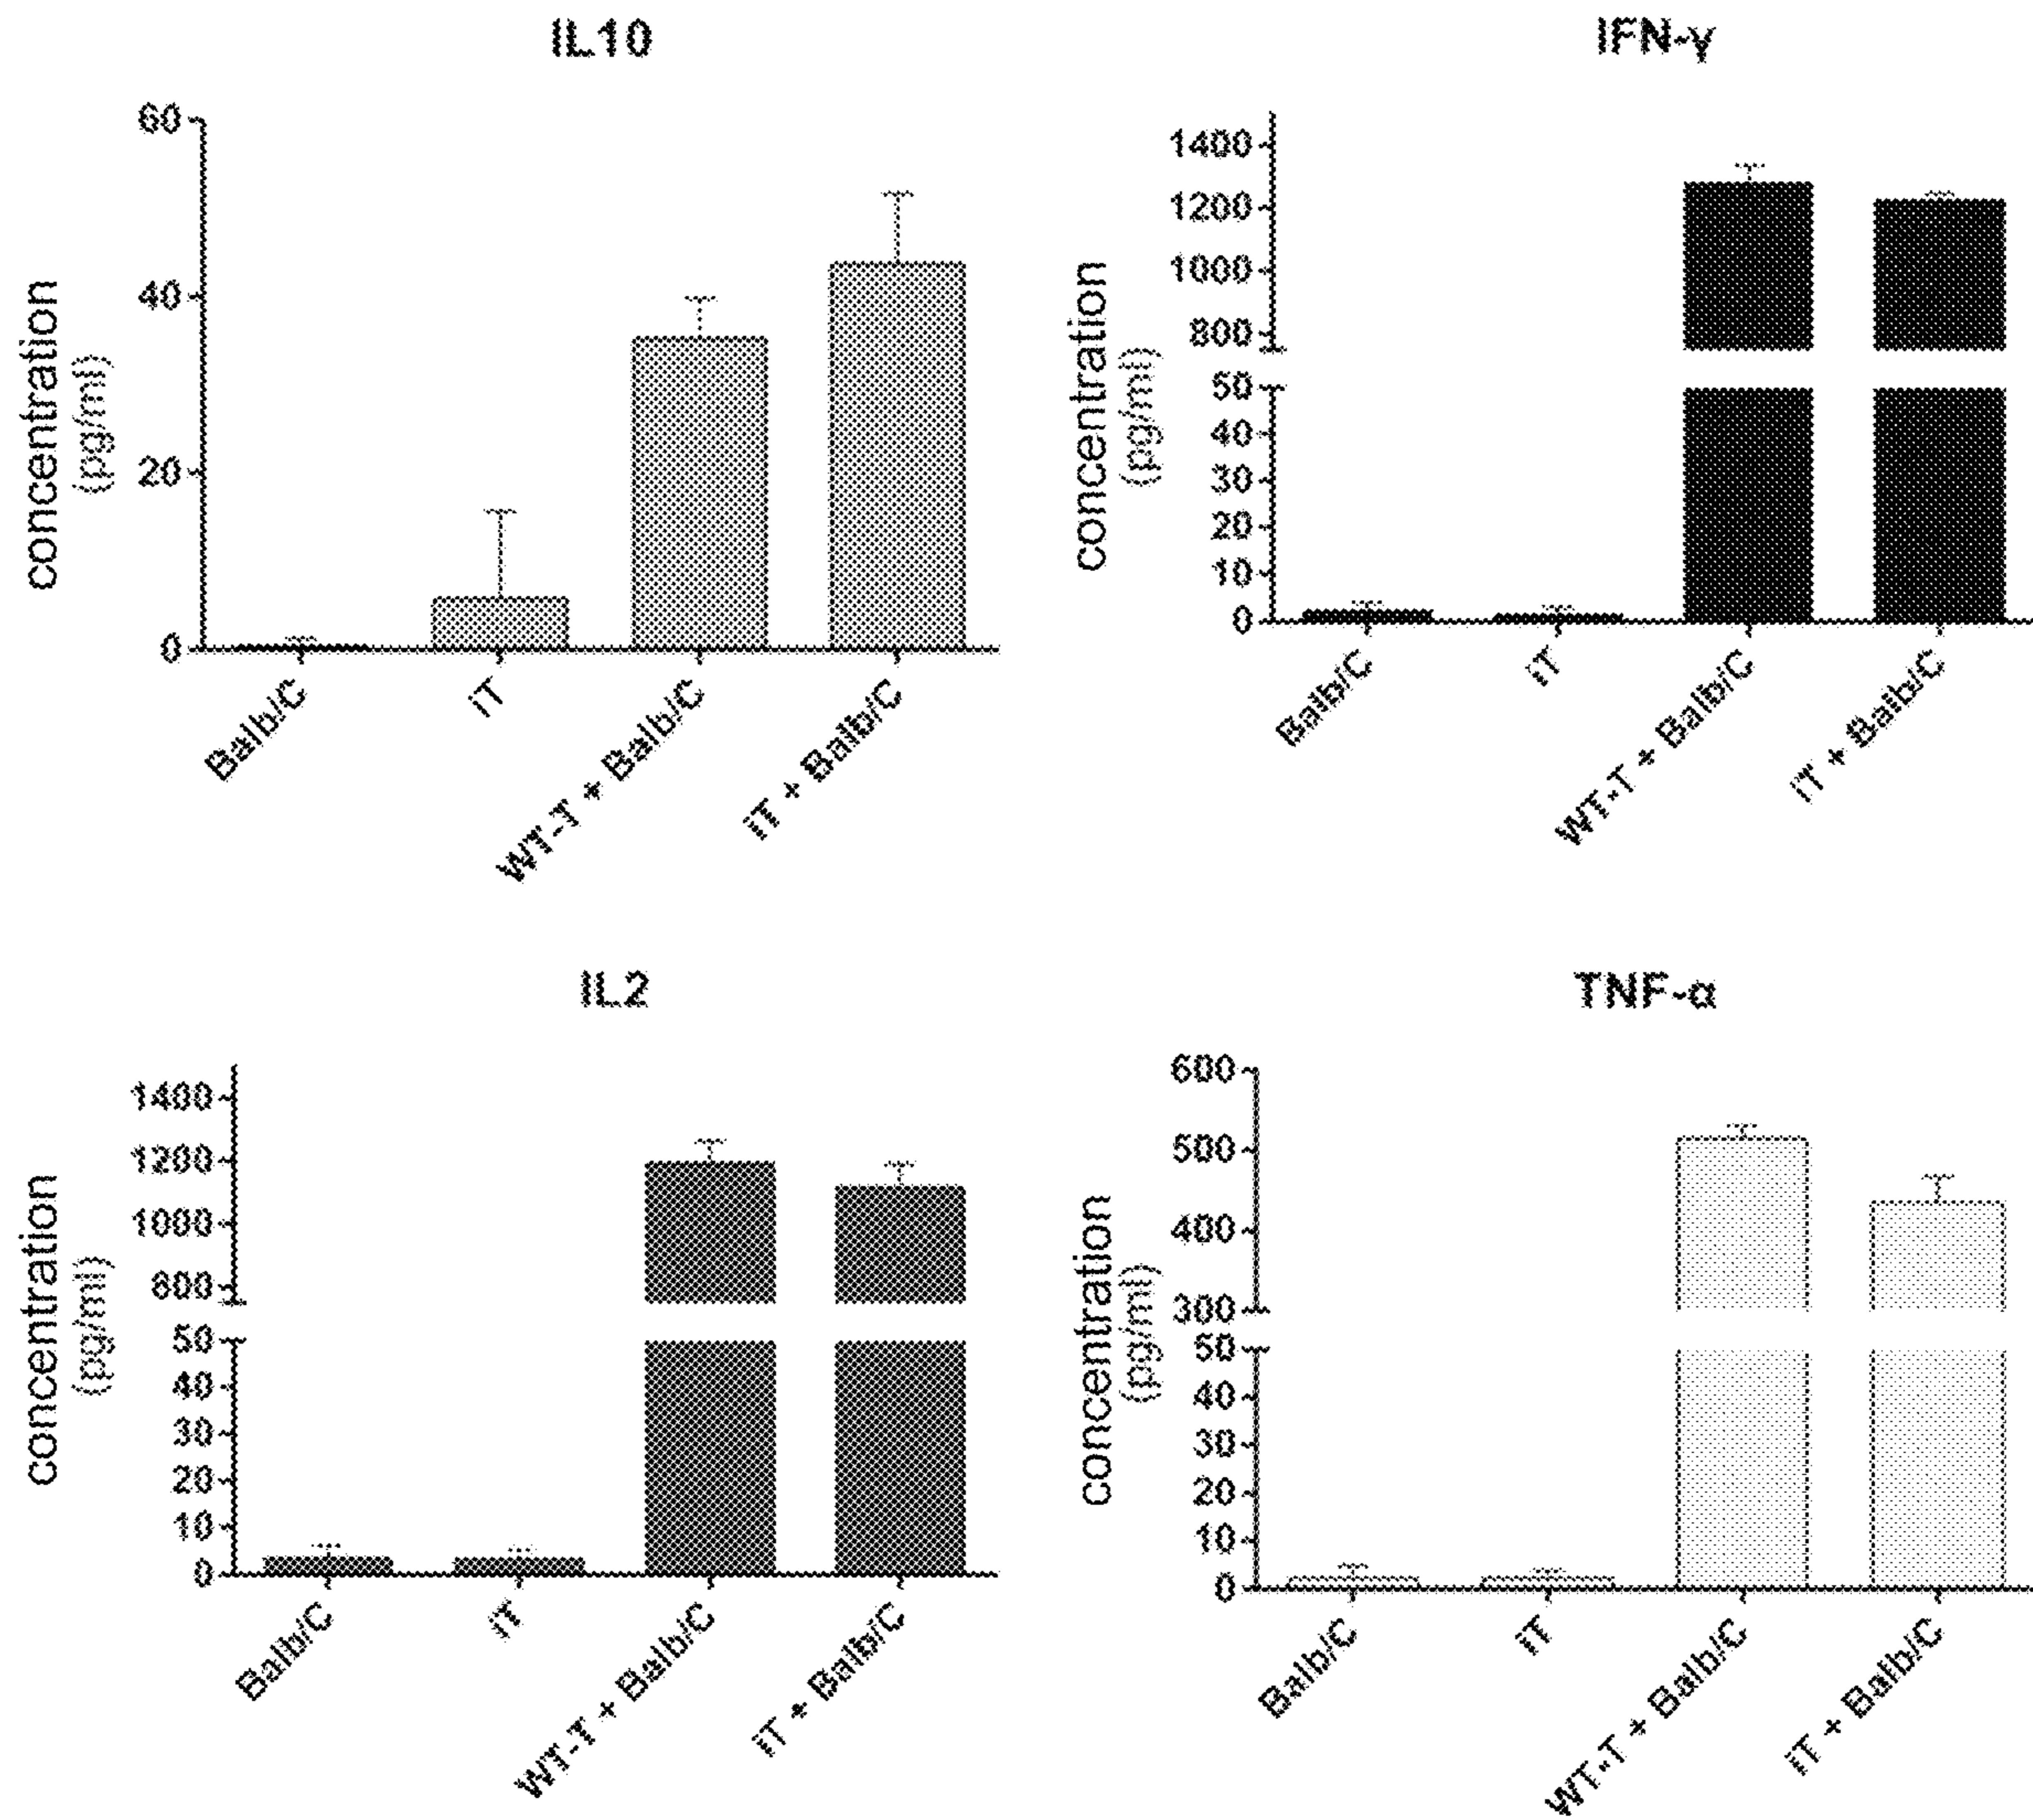 IL10
60
40
20
0
concentration
(pg/ml)
Balb/C
iT
WT-T + Balb/C
iT + Balb/C
IFN-γ
1400
1200
1000
800
50
40
30
20
10
0
concentration
(pg/ml)
Balb/C
iT
WT-T + Balb/C
iT + Balb/C
IL2
1400
1200
1000
800
50
40
30
20
10
0
concentration
(pg/ml)
Balb/C
iT
WT-T + Balb/C
iT + Balb/C
TNF-α
600
500
400
300
50
40
30
20
10
0
concentration
(pg/ml)
Balb/C
iT
WT-T + Balb/C
iT + Balb/C